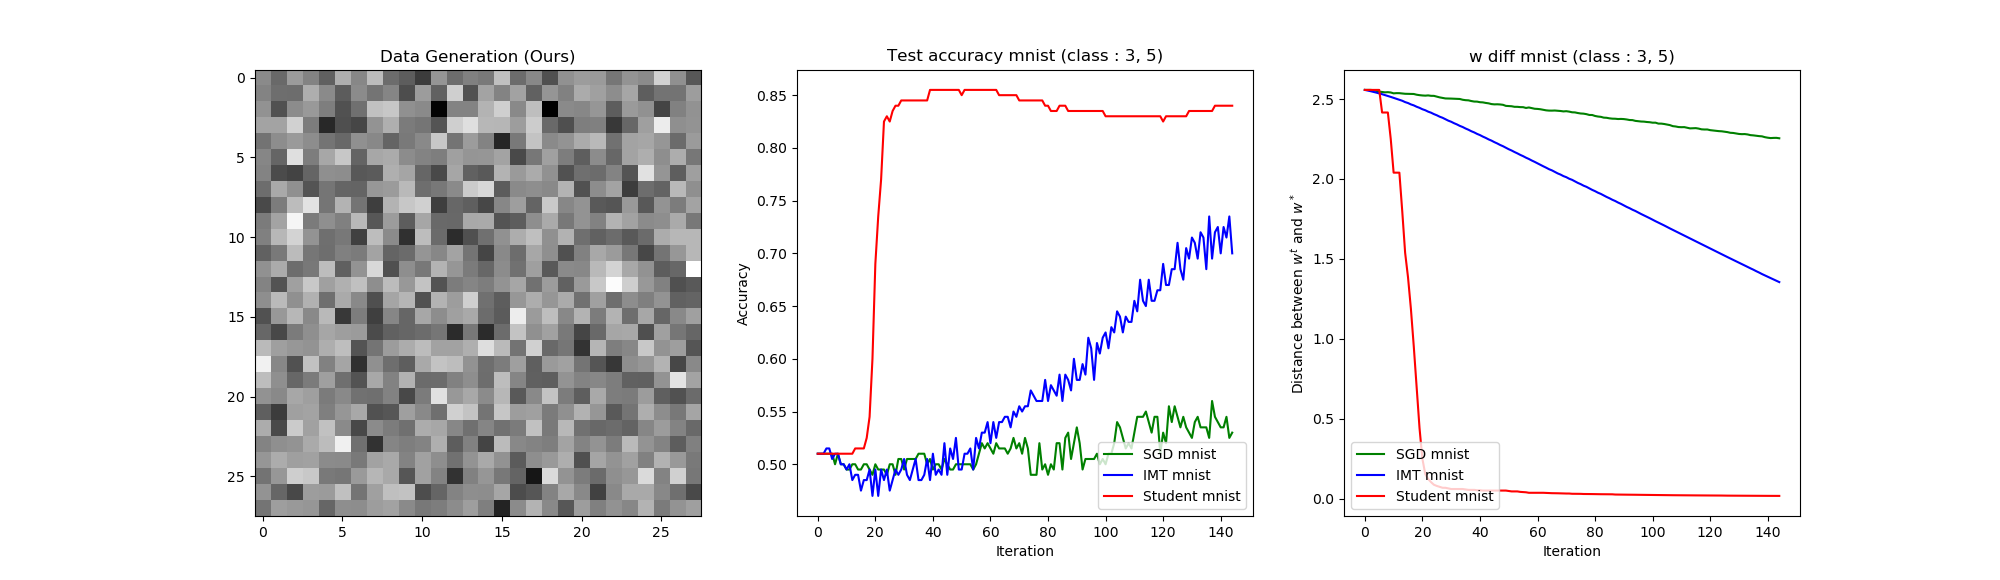 Data Generation (Ours)
0
5
10
15
20
25
0 5 10 15 20 25
Test accuracy mnist (class : 3, 5)
Accuracy
0.85
0.80
0.75
0.70
0.65
0.60
0.55
0.50
SGD mnist
IMT mnist
Student mnist
0 20 40 60 80 100 120 140
Iteration
w diff mnist (class : 3, 5)
Distance between w^t and w^*
2.5
2.0
1.5
1.0
0.5
0.0
SGD mnist
IMT mnist
Student mnist
0 20 40 60 80 100 120 140
Iteration